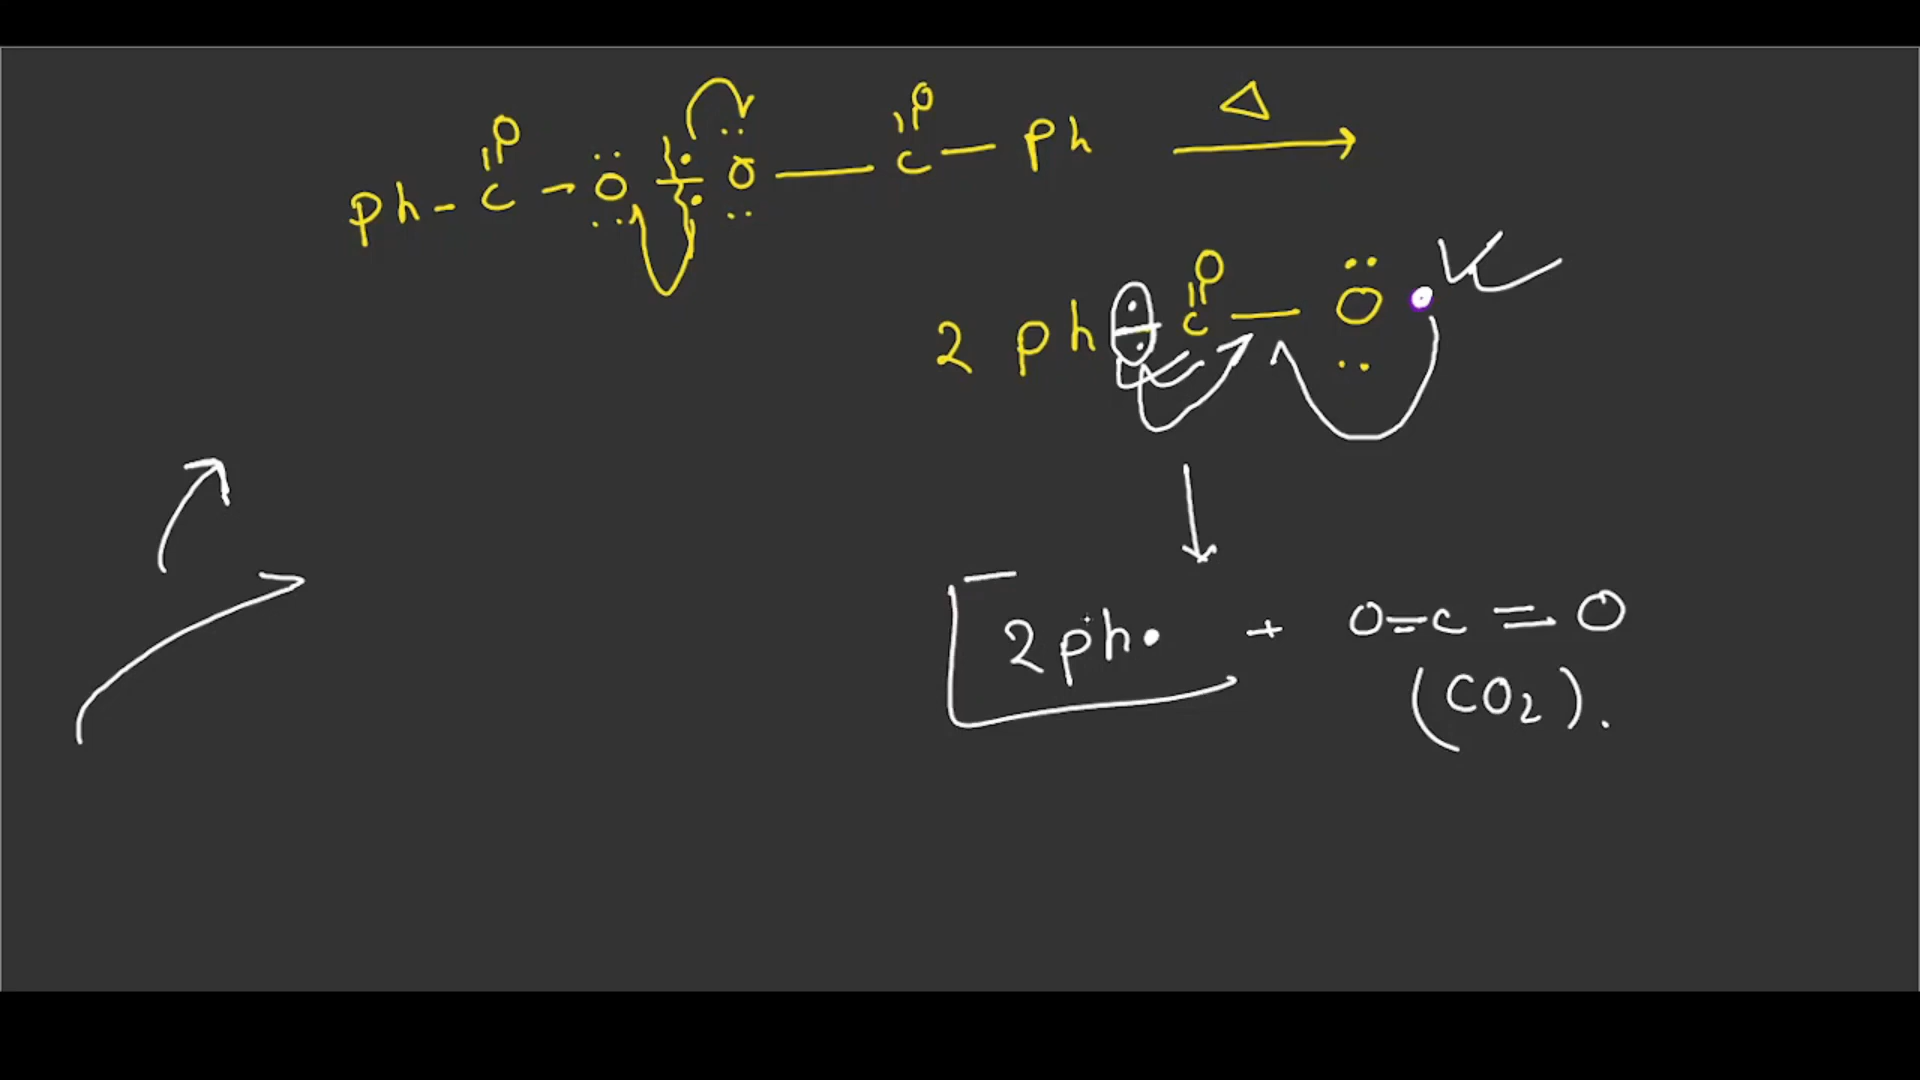 O O Δ
Ph - C - O - O - C - Ph →
O
2 Ph - C - O •
2 Ph• + O=C=O
(CO2).